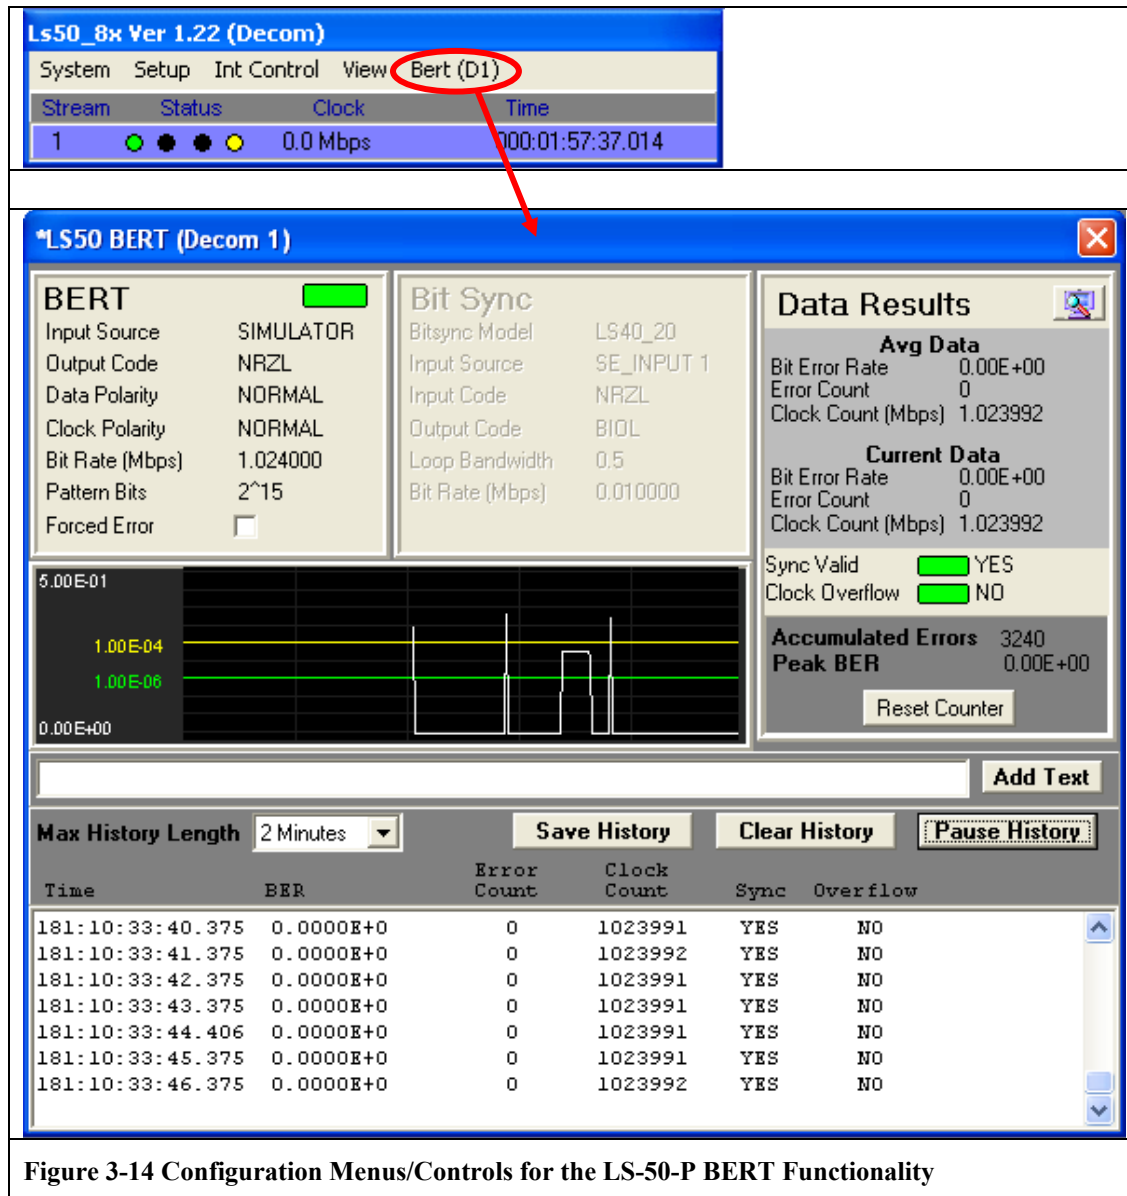 Ls50_8x Ver 1.22 (Decom)
System Setup Int Control View Bert (D1)
Stream Status Clock Time
1 0.0 Mbps 000:01:57:37.014
*LS50 BERT (Decom 1)
BERT
Input Source SIMULATOR
Output Code NRZL
Data Polarity NORMAL
Clock Polarity NORMAL
Bit Rate (Mbps) 1.024000
Pattern Bits 2^15
Forced Error
Bit Sync
Bitsync Model LS40_20
Input Source SE_INPUT 1
Input Code NRZL
Output Code BIOL
Loop Bandwidth 0.5
Bit Rate (Mbps) 0.010000
Data Results
Avg Data
Bit Error Rate 0.00E+00
Error Count 0
Clock Count (Mbps) 1.023992
Current Data
Bit Error Rate 0.00E+00
Error Count 0
Clock Count (Mbps) 1.023992
Sync Valid YES
Clock Overflow NO
Accumulated Errors 3240
Peak BER 0.00E+00
Reset Counter
5.00E-01
1.00E-04
1.00E-06
0.00E+00
Add Text
Max History Length 2 Minutes Save History Clear History Pause History
Time BER Error Count Clock Count Sync Overflow
181:10:33:40.375 0.0000E+0 0 1023991 YES NO
181:10:33:41.375 0.0000E+0 0 1023992 YES NO
181:10:33:42.375 0.0000E+0 0 1023991 YES NO
181:10:33:43.375 0.0000E+0 0 1023991 YES NO
181:10:33:44.406 0.0000E+0 0 1023991 YES NO
181:10:33:45.375 0.0000E+0 0 1023991 YES NO
181:10:33:46.375 0.0000E+0 0 1023992 YES NO
Figure 3-14 Configuration Menus/Controls for the LS-50-P BERT Functionality